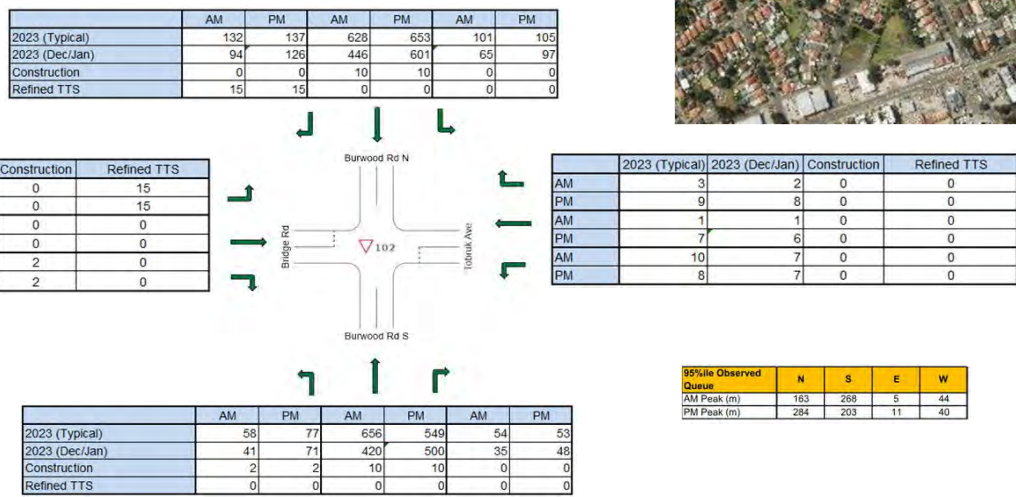 AM PM AM PM AM PM
2023 (Typical) 132 137 628 653 101 105
2023 (Dec/Jan) 94 126 446 601 65 97
Construction 0 0 10 10 0 0
Refined TTS 15 15 0 0 0 0
Burwood Rd N
Construction Refined TTS
0 15
0 15
0 0
0 0
2 0
2 0
Bridge Rd
102
Tobruk Ave
2023 (Typical) 2023 (Dec/Jan) Construction Refined TTS
AM 3 2 0 0
PM 9 8 0 0
AM 1 1 0 0
PM 7 6 0 0
AM 10 7 0 0
PM 8 7 0 0
Burwood Rd S
95%ile Observed
Queue N S E W
AM Peak (m) 163 268 5 44
PM Peak (m) 284 203 11 40
AM PM AM PM AM PM
2023 (Typical) 58 77 656 549 54 53
2023 (Dec/Jan) 41 71 420 500 35 48
Construction 2 2 10 10 0 0
Refined TTS 0 0 0 0 0 0